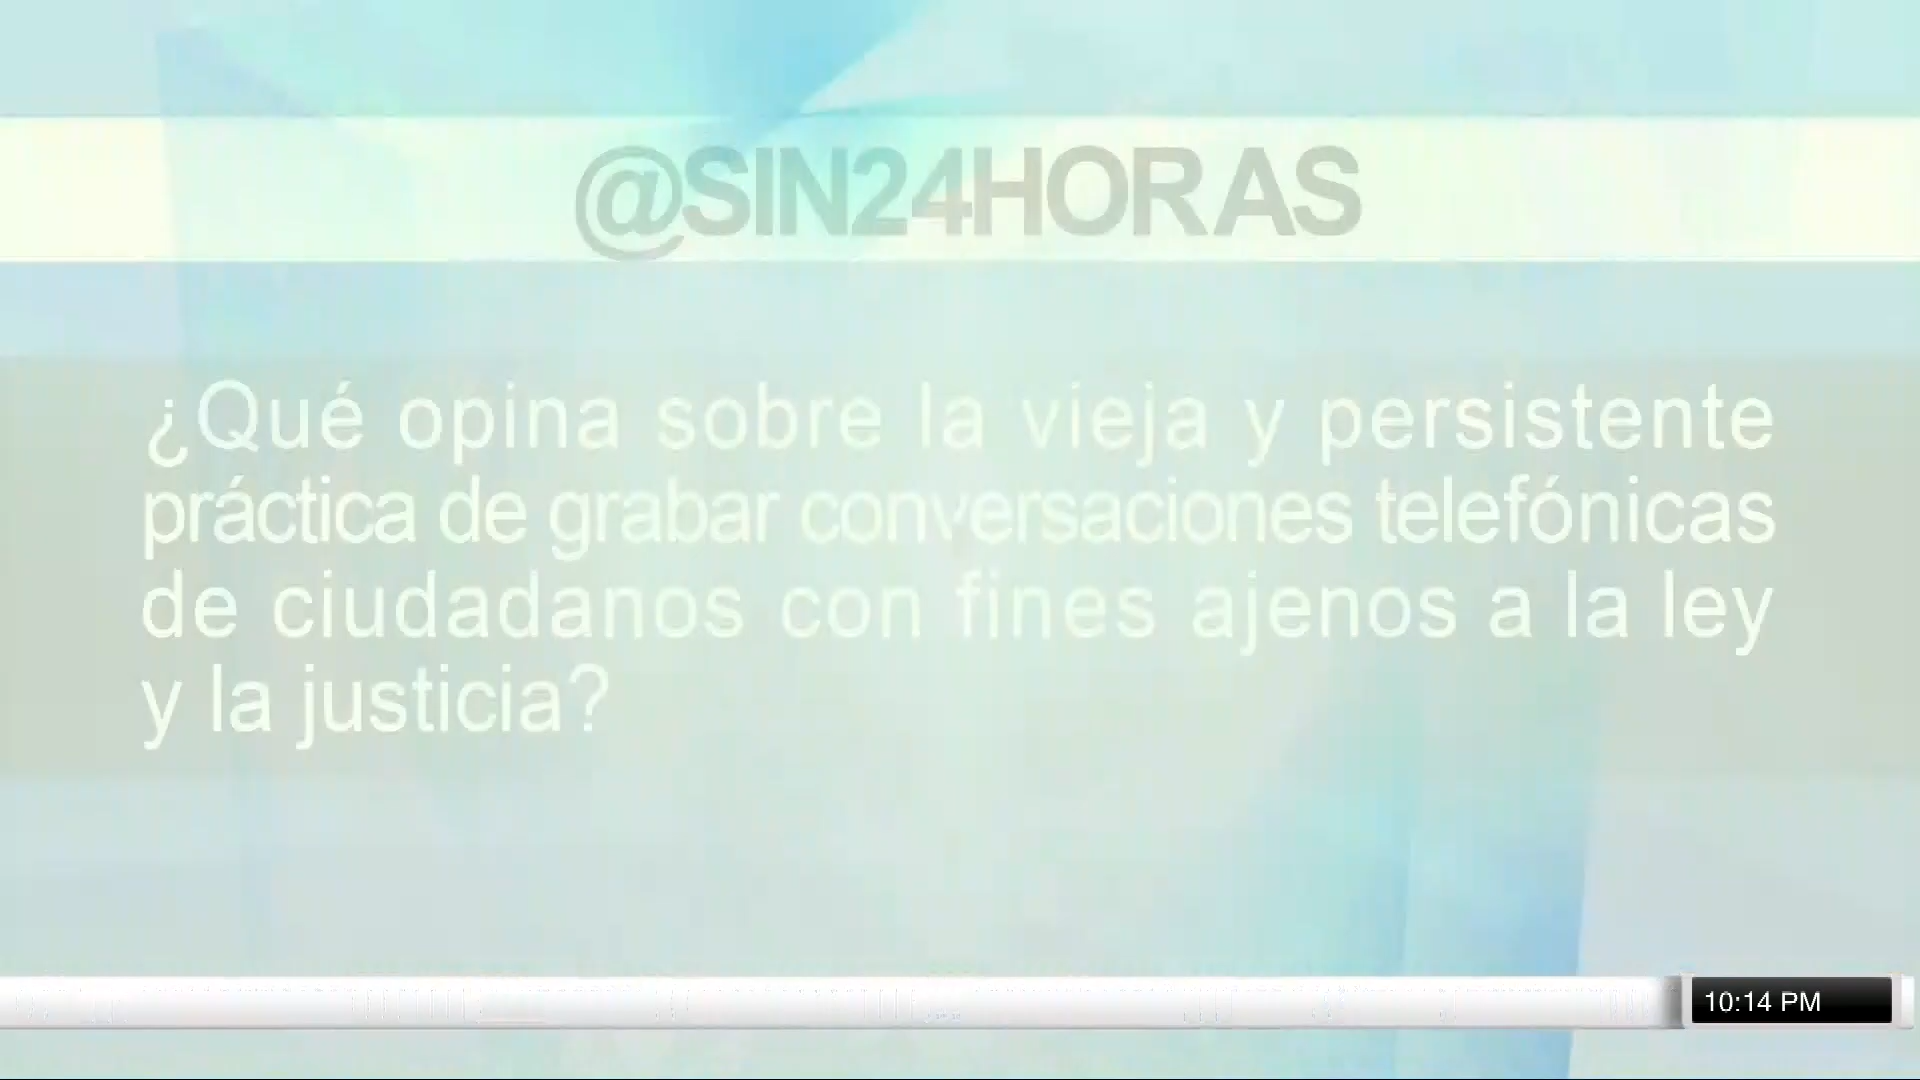 @SIN24HORAS
¿Qué opina sobre la vieja y persistente
práctica de grabar conversaciones telefónicas
de ciudadanos con fines ajenos a la ley
y la justicia?
10:14 PM